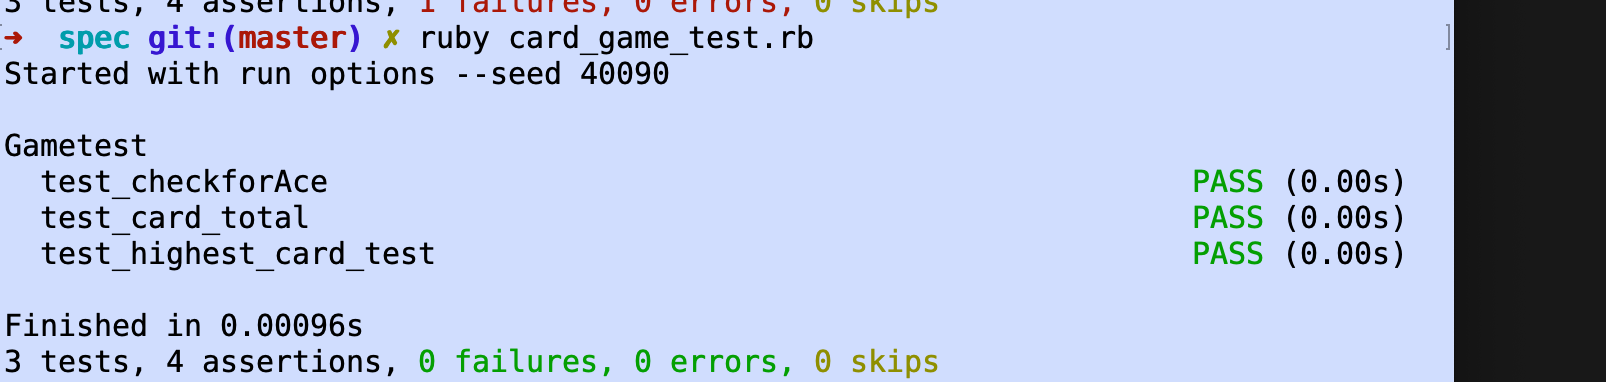 3 tests, 4 assertions, 1 failures, 0 errors, 0 skips
➜  spec git:(master) ✗ ruby card_game_test.rb ]
Started with run options --seed 40090
Gametest
test_checkforAce PASS (0.00s)
test_card_total PASS (0.00s)
test_highest_card_test PASS (0.00s)
Finished in 0.00096s
3 tests, 4 assertions, 0 failures, 0 errors, 0 skips